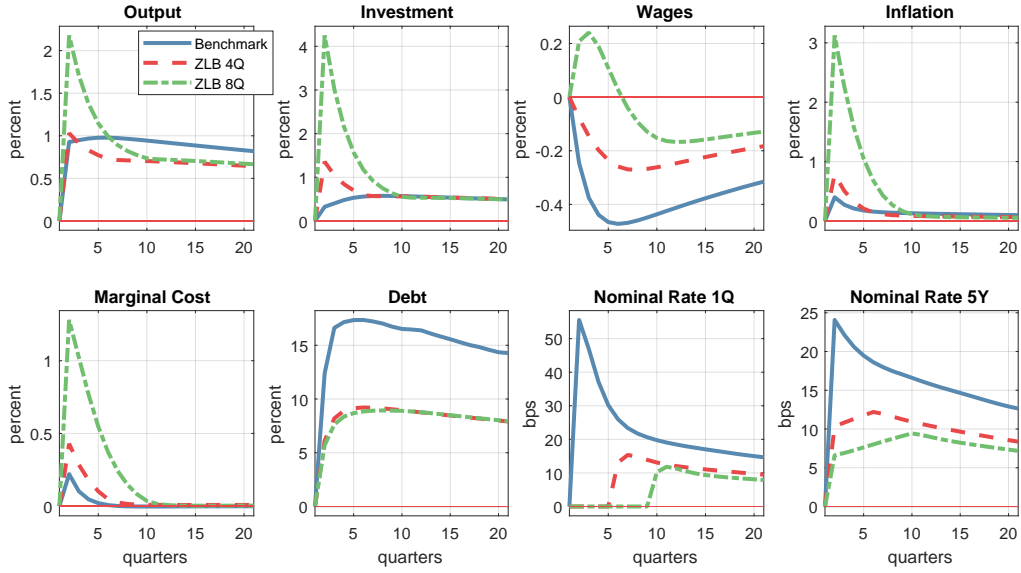 Output
Investment
Wages
Inflation
Benchmark
ZLB 4Q
ZLB 8Q
percent
2
1.5
1
0.5
0
5 10 15 20
percent
4
3
2
1
0
5 10 15 20
percent
0.2
0
-0.2
-0.4
5 10 15 20
percent
3
2
1
0
5 10 15 20
Marginal Cost
Debt
Nominal Rate 1Q
Nominal Rate 5Y
percent
1
0.5
0
5 10 15 20
quarters
percent
15
10
5
0
5 10 15 20
quarters
bps
50
40
30
20
10
0
5 10 15 20
quarters
bps
25
20
15
10
5
0
5 10 15 20
quarters